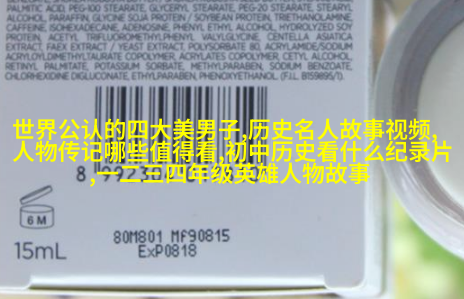 PALMITIC ACID, PEG-100 STEARATE, GLYCERYL STEARATE, PEG-20 STEARATE, STEARYL
ALCOHOL, PARAFFIN, GLYCINE SOJA PROTEIN / SOYBEAN PROTEIN, TRIETHANOLAMINE,
CAFFEINE, ISOHEXADECANE, ADENOSINE, PHENYL ETHYL ALCOHOL, HYDROLYZED SOY
PROTEIN, ACETYL TRIFLUOROMETHYLPHENYL VALYLGLYCINE, CENTELLA ASIATICA
EXTRACT, FAEX EXTRACT / YEAST EXTRACT, POLYSORBATE 80, ACRYLAMIDE/SODIUM
ACRYLOYLDIMETHYLTAURATE COPOLYMER, ACRYLATES COPOLYMER, CETYL ALCOHOL,
RETINYL PALMITATE, SODIUM METHYLPARABEN, SODIUM BENZOATE,
CHLORHEXIDINE DIGLUCONATE, ETHYLPARABEN, PHENOXYETHANOL. (F.I.L. B159895/1).
世界公认的四大美男子,历史名人故事视频,
人物传记哪些值得看,初中历史看什么纪录片
,一二三四年级英雄人物故事
6 M
15mL
80M801 Mf90815
ExP0818